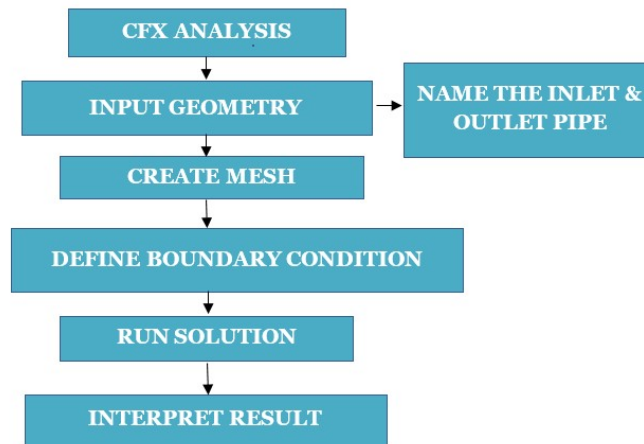 CFX ANALYSIS
INPUT GEOMETRY
NAME THE INLET &
OUTLET PIPE
CREATE MESH
DEFINE BOUNDARY CONDITION
RUN SOLUTION
INTERPRET RESULT